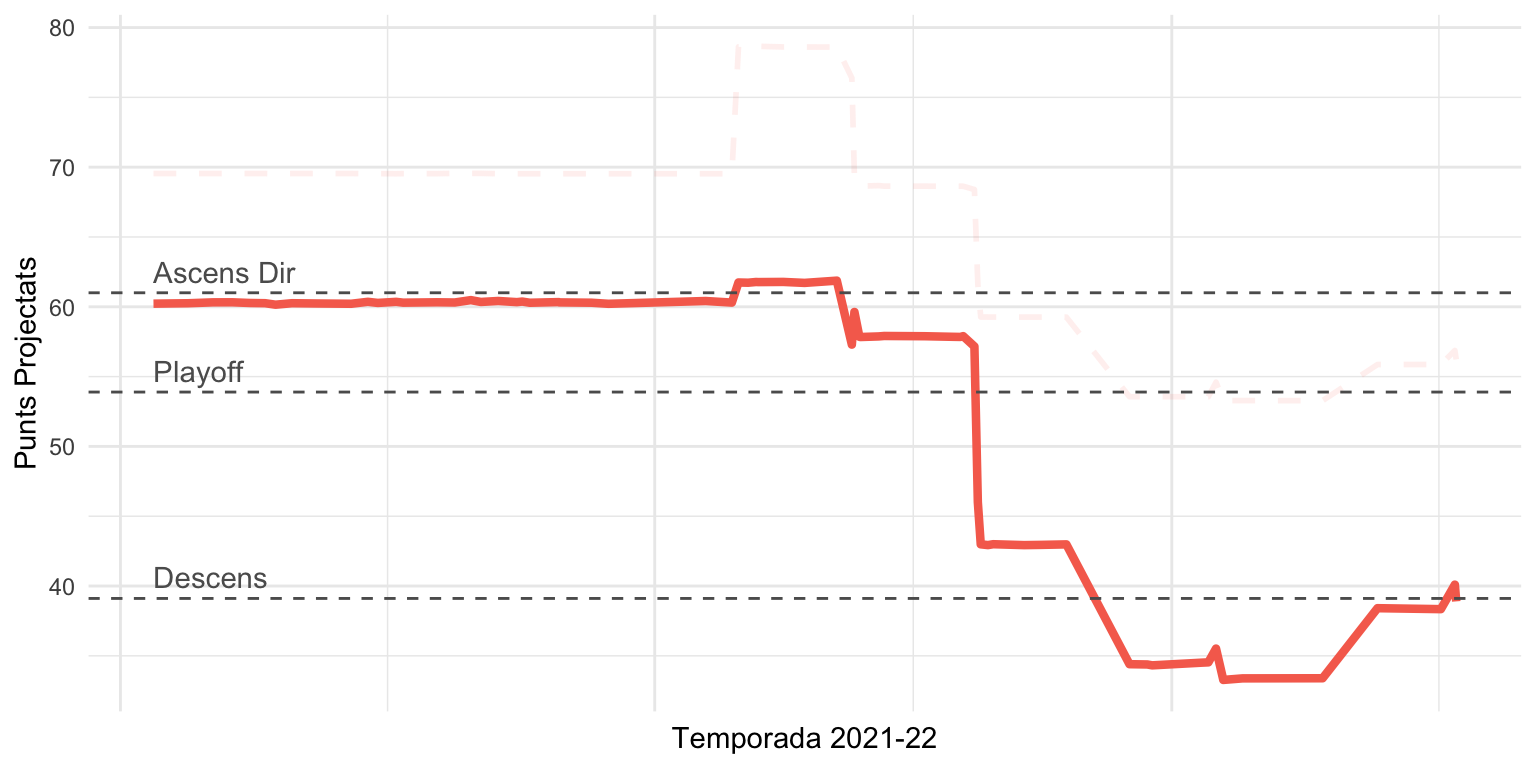 80
70
60
50
40
Punts Projectats
Ascens Dir
Playoff
Descens
Temporada 2021-22